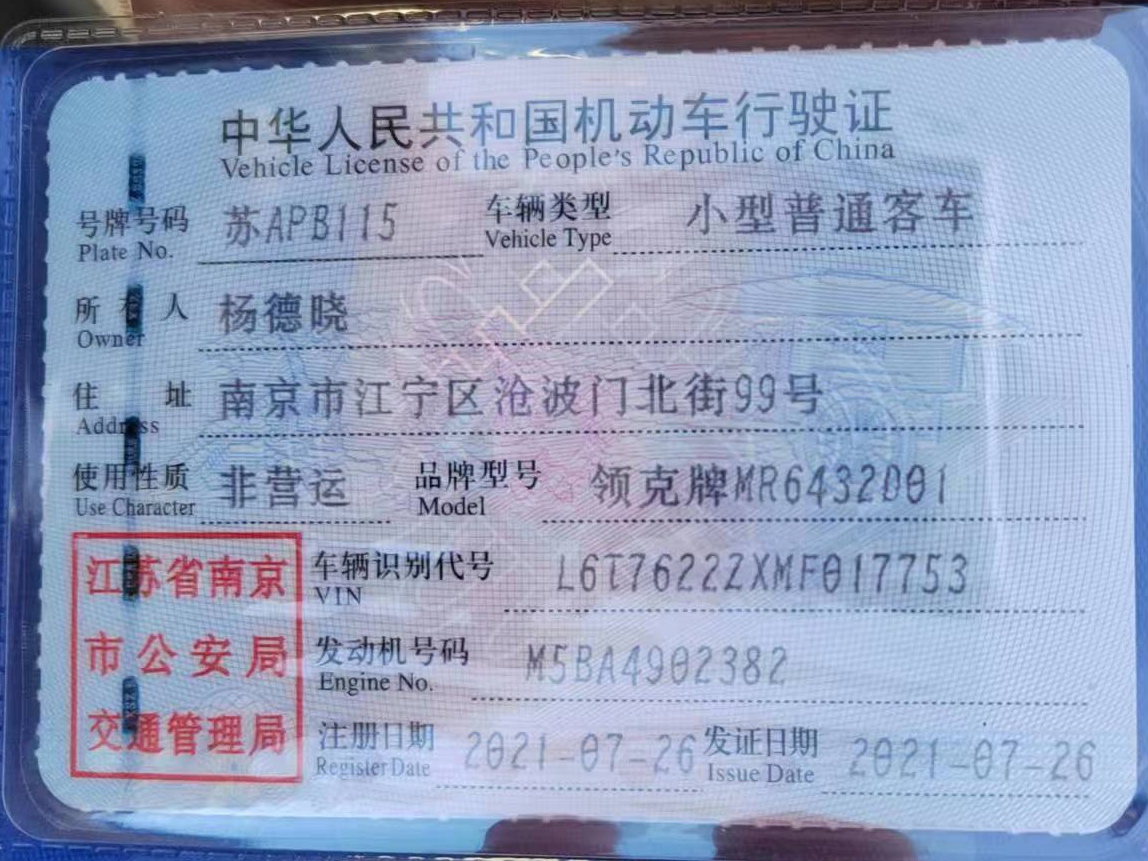 中华人民共和国机动车行驶证
Vehicle License of the People's Republic of China
号牌号码 苏APB115 车辆类型 小型普通客车
Plate No. Vehicle Type
所有人 杨德晓
Owner
住址 南京市江宁区沧波门北街99号
Address
使用性质 非营运 品牌型号 领克牌MR6432D01
Use Character Model
江苏省南京
市公安局
交通管理局
车辆识别代号 L6T7622ZXMF017753
VIN
发动机号码 M5BA4902382
Engine No.
注册日期 2021-07-26 发证日期 2021-07-26
Register Date Issue Date